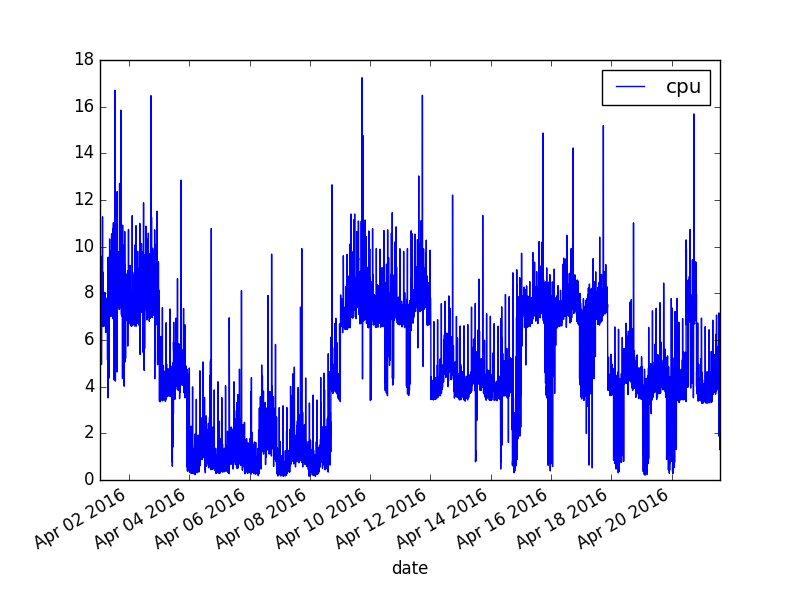 18
16
14
12
10
8
6
4
2
0
cpu
Apr 02 2016
Apr 04 2016
Apr 06 2016
Apr 08 2016
Apr 10 2016
Apr 12 2016
Apr 14 2016
Apr 16 2016
Apr 18 2016
Apr 20 2016
date